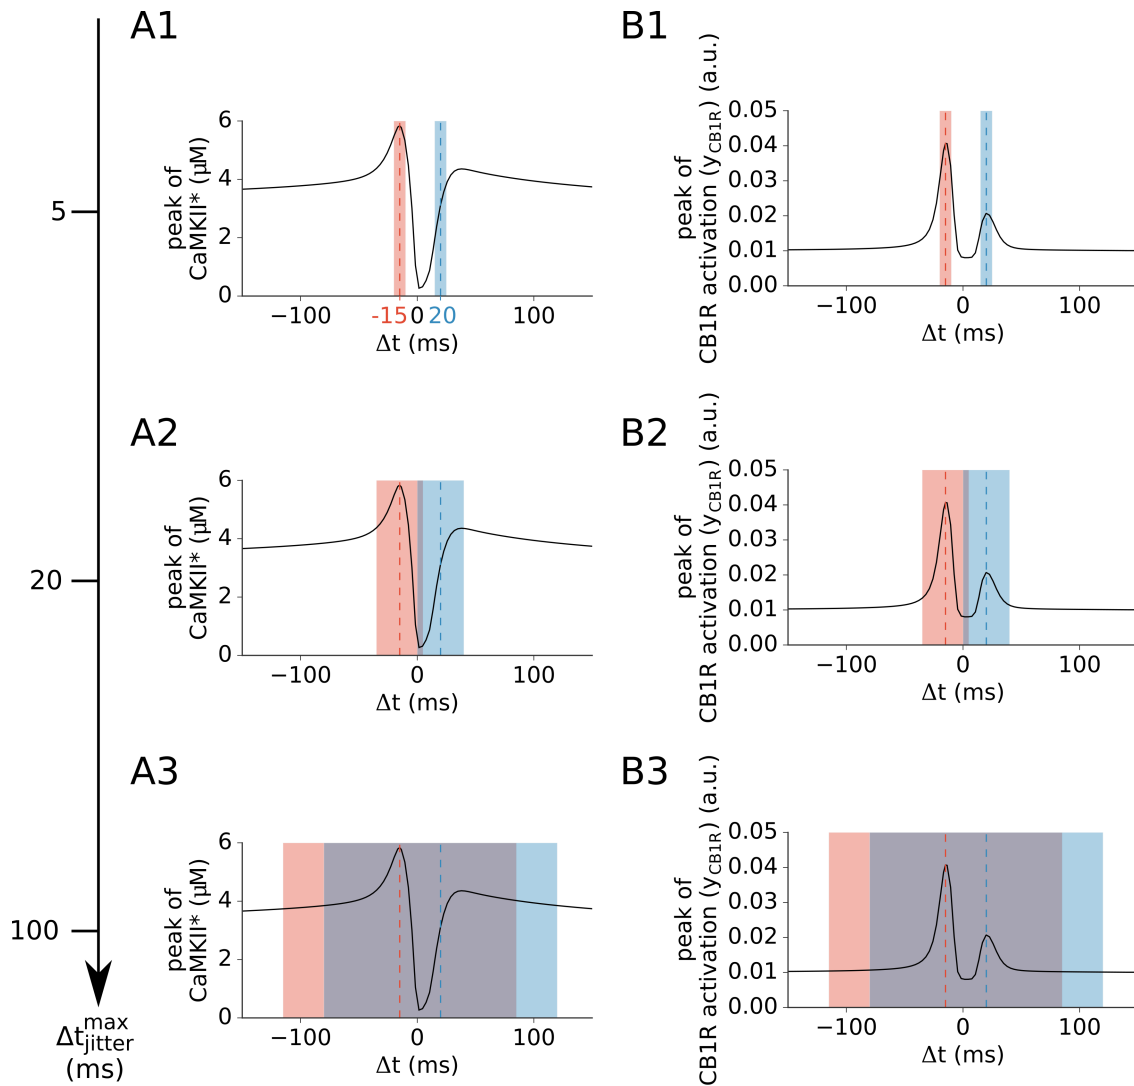 A1
B1
5
peak of
CaMKII* (μM)
6
4
2
0
−100
-15
0
20
100
Δt (ms)
peak of
CB1R activation (yCB1R) (a.u.)
0.05
0.04
0.03
0.02
0.01
0.00
−100
0
100
Δt (ms)
A2
B2
20
peak of
CaMKII* (μM)
6
4
2
0
−100
0
100
Δt (ms)
peak of
CB1R activation (yCB1R) (a.u.)
0.05
0.04
0.03
0.02
0.01
0.00
−100
0
100
Δt (ms)
A3
B3
100
peak of
CaMKII* (μM)
6
4
2
0
−100
0
100
Δt (ms)
peak of
CB1R activation (yCB1R) (a.u.)
0.05
0.04
0.03
0.02
0.01
0.00
−100
0
100
Δt (ms)
Δt max jitter
(ms)